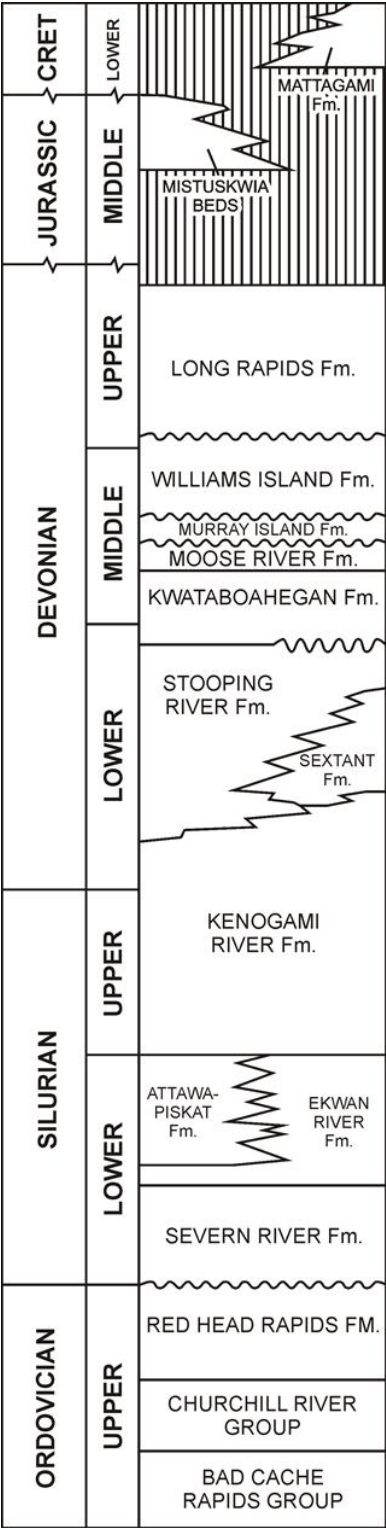 CRET
LOWER
MATTAGAMI
Fm.
JURASSIC
MIDDLE
MISTUSKWIA
BEDS
DEVONIAN
UPPER
LONG RAPIDS Fm.
MIDDLE
WILLIAMS ISLAND Fm.
MURRAY ISLAND Fm.
MOOSE RIVER Fm.
KWATABOAHEGAN Fm.
LOWER
STOOPING
RIVER Fm.
SEXTANT
Fm.
SILURIAN
UPPER
KENOGAMI
RIVER Fm.
LOWER
ATTAWA-
PISKAT
Fm.
EKWAN
RIVER
Fm.
SEVERN RIVER Fm.
ORDOVICIAN
UPPER
RED HEAD RAPIDS FM.
CHURCHILL RIVER
GROUP
BAD CACHE
RAPIDS GROUP